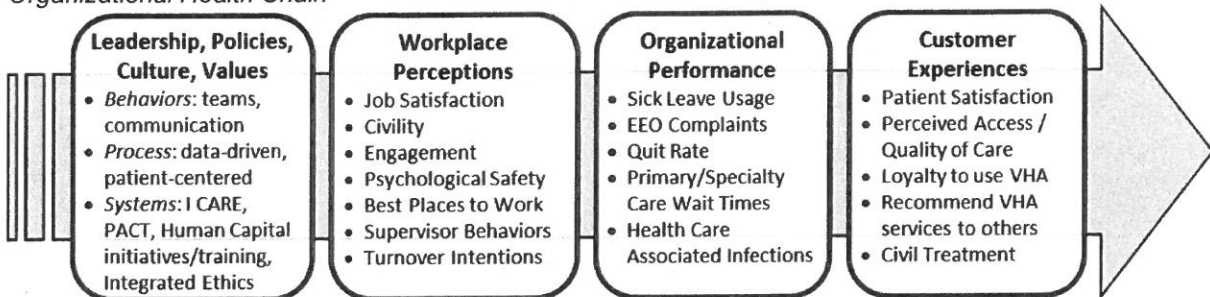 Organizational Health Chain
Leadership, Policies,
Culture, Values
• Behaviors: teams,
communication
• Process: data-driven,
patient-centered
• Systems: I CARE,
PACT, Human Capital
initiatives/training,
Integrated Ethics
Workplace
Perceptions
• Job Satisfaction
• Civility
• Engagement
• Psychological Safety
• Best Places to Work
• Supervisor Behaviors
• Turnover Intentions
Organizational
Performance
• Sick Leave Usage
• EEO Complaints
• Quit Rate
• Primary/Specialty
Care Wait Times
• Health Care
Associated Infections
Customer
Experiences
• Patient Satisfaction
• Perceived Access /
Quality of Care
• Loyalty to use VHA
• Recommend VHA
services to others
• Civil Treatment